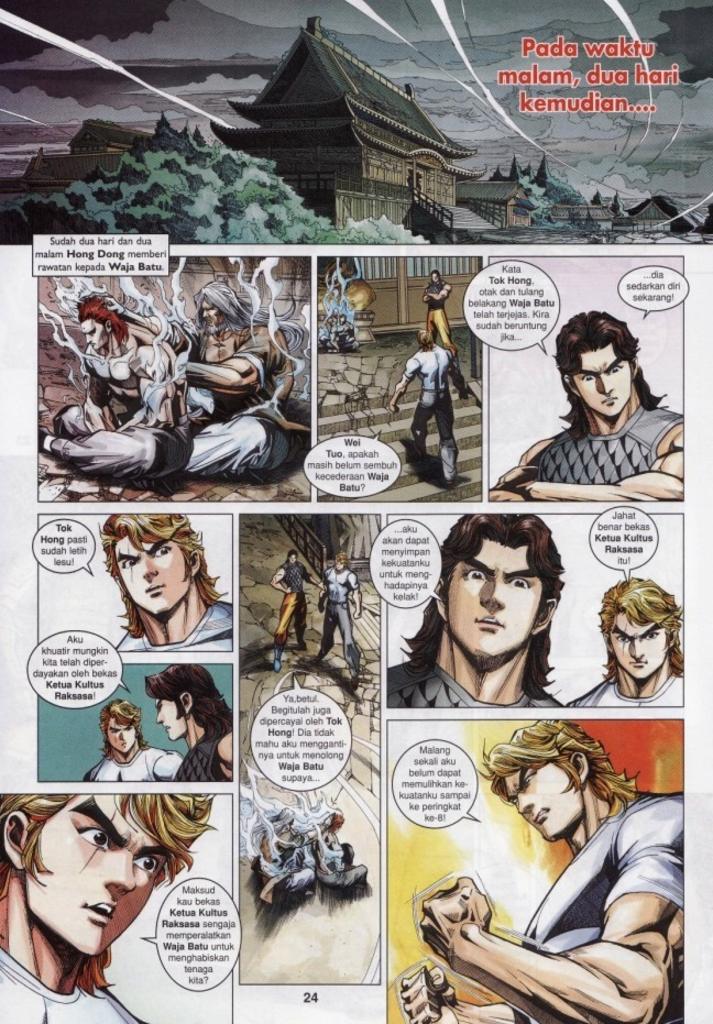 Pada waktu
malam, dua hari
kemudian....
Sudah dua hari dan dua
malam Hong Dong memberi
rawatan kepada Waja Batu.
Wei
Tuo, apakah
masih belum sembuh
kecederaan Waja
Batu?
Kata
Tok Hong,
otak dan tulang
belakang Waja Batu
telah terjejas. Kira
sudah beruntung
jika...
...dia
sedarkan diri
sekarang!
Tok
Hong pasti
sudah letih
lesu!
Aku
khuatir mungkin
kita telah diper-
dayakan oleh bekas
Ketua Kultus
Raksasa!
Maksud
kau bekas
Ketua Kultus
Raksasa sengaja
memperalatkan
Waja Batu untuk
menghabiskan
tenaga
kita?
Ya,betul.
Begitulah juga
dipercayai oleh Tok
Hong! Dia tidak
mahu aku mengganti-
nya untuk menolong
Waja Batu
supaya...
...aku
akan dapat
menyimpan
kekuatanku
untuk meng-
hadapinya
kelak!
Jahat
benar bekas
Ketua Kultus
Raksasa
itu!
Malang
sekali aku
belum dapat
memulihkan ke-
kuatanku sampai
ke peringkat
ke-8!
24